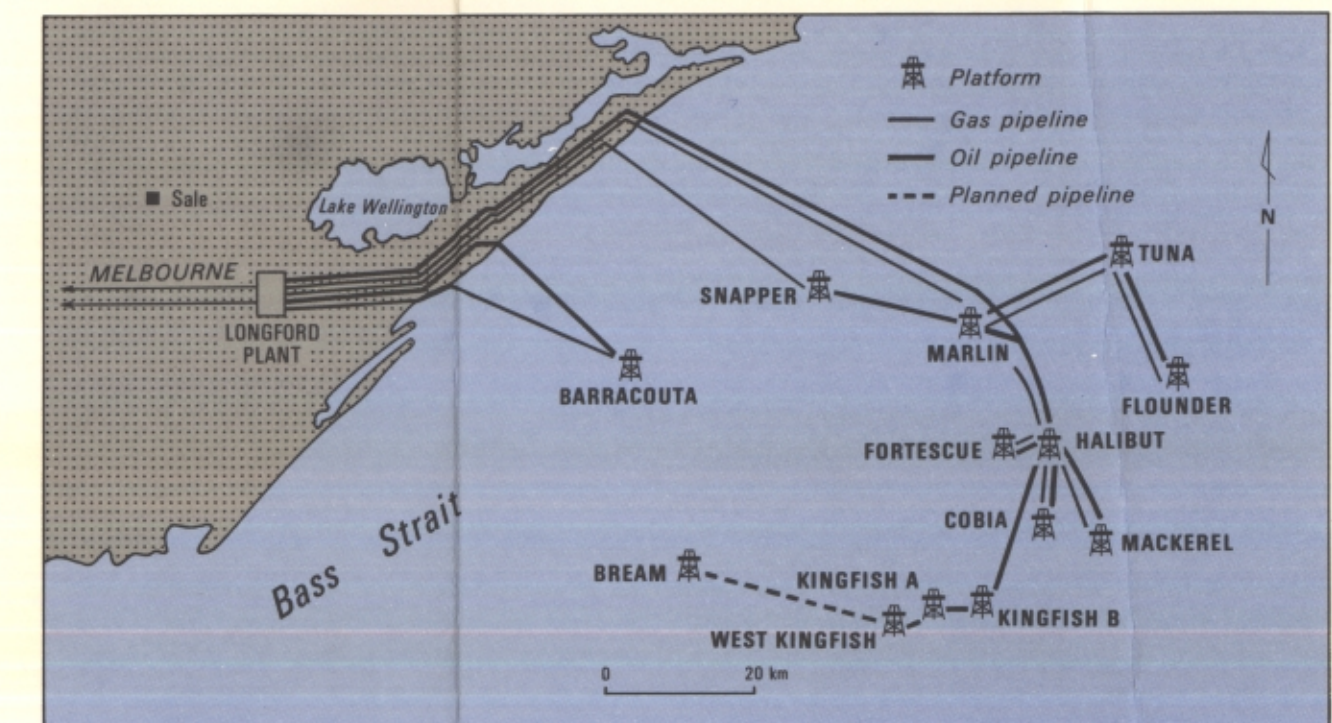 Platform
Gas pipeline
Oil pipeline
Planned pipeline
N
Sale
Lake Wellington
MELBOURNE
LONGFORD
PLANT
TUNA
SNAPPER
MARLIN
BARRACOUTA
FLOUNDER
FORTESCUE
HALIBUT
COBIA
MACKEREL
Bass Strait
BREAM
KINGFISH A
KINGFISH B
WEST KINGFISH
0 20 km